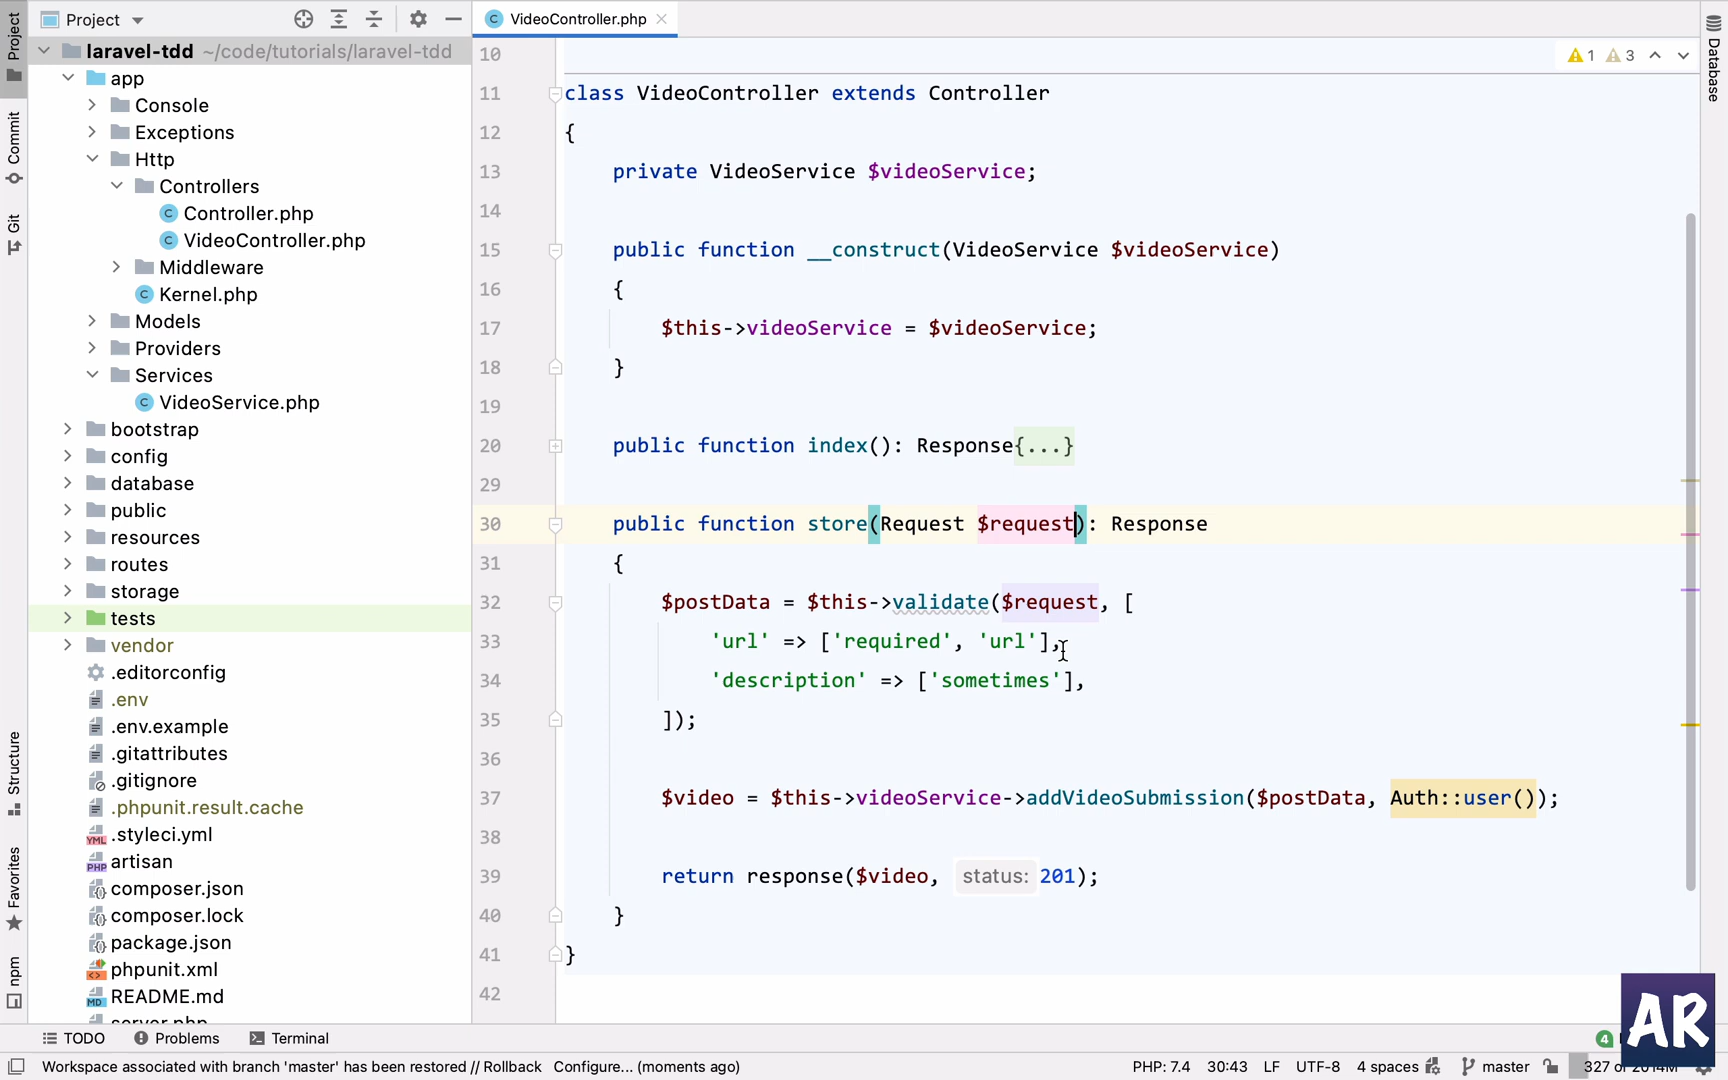 Project
VideoController.php
Project
Commit
Git
Structure
Favorites
npm
Database
laravel-tdd ~/code/tutorials/laravel-tdd
app
Console
Exceptions
Http
Controllers
Controller.php
VideoController.php
Middleware
Kernel.php
Models
Providers
Services
VideoService.php
bootstrap
config
database
public
resources
routes
storage
tests
vendor
.editorconfig
.env
.env.example
.gitattributes
.gitignore
.phpunit.result.cache
.styleci.yml
artisan
composer.json
composer.lock
package.json
phpunit.xml
README.md
server.php
1 3
10
11 class VideoController extends Controller
12 {
13 private VideoService $videoService;
14
15 public function __construct(VideoService $videoService)
16 {
17 $this->videoService = $videoService;
18 }
19
20 public function index(): Response{...}
29
30 public function store(Request $request): Response
31 {
32 $postData = $this->validate($request, [
33 'url' => ['required', 'url'],
34 'description' => ['sometimes'],
35 ]);
36
37 $video = $this->videoService->addVideoSubmission($postData, Auth::user());
38
39 return response($video, status: 201);
40 }
41 }
42
TODO Problems Terminal
4
AR
Workspace associated with branch 'master' has been restored // Rollback Configure... (moments ago)
PHP: 7.4 30:43 LF UTF-8 4 spaces master 327 of 2014M